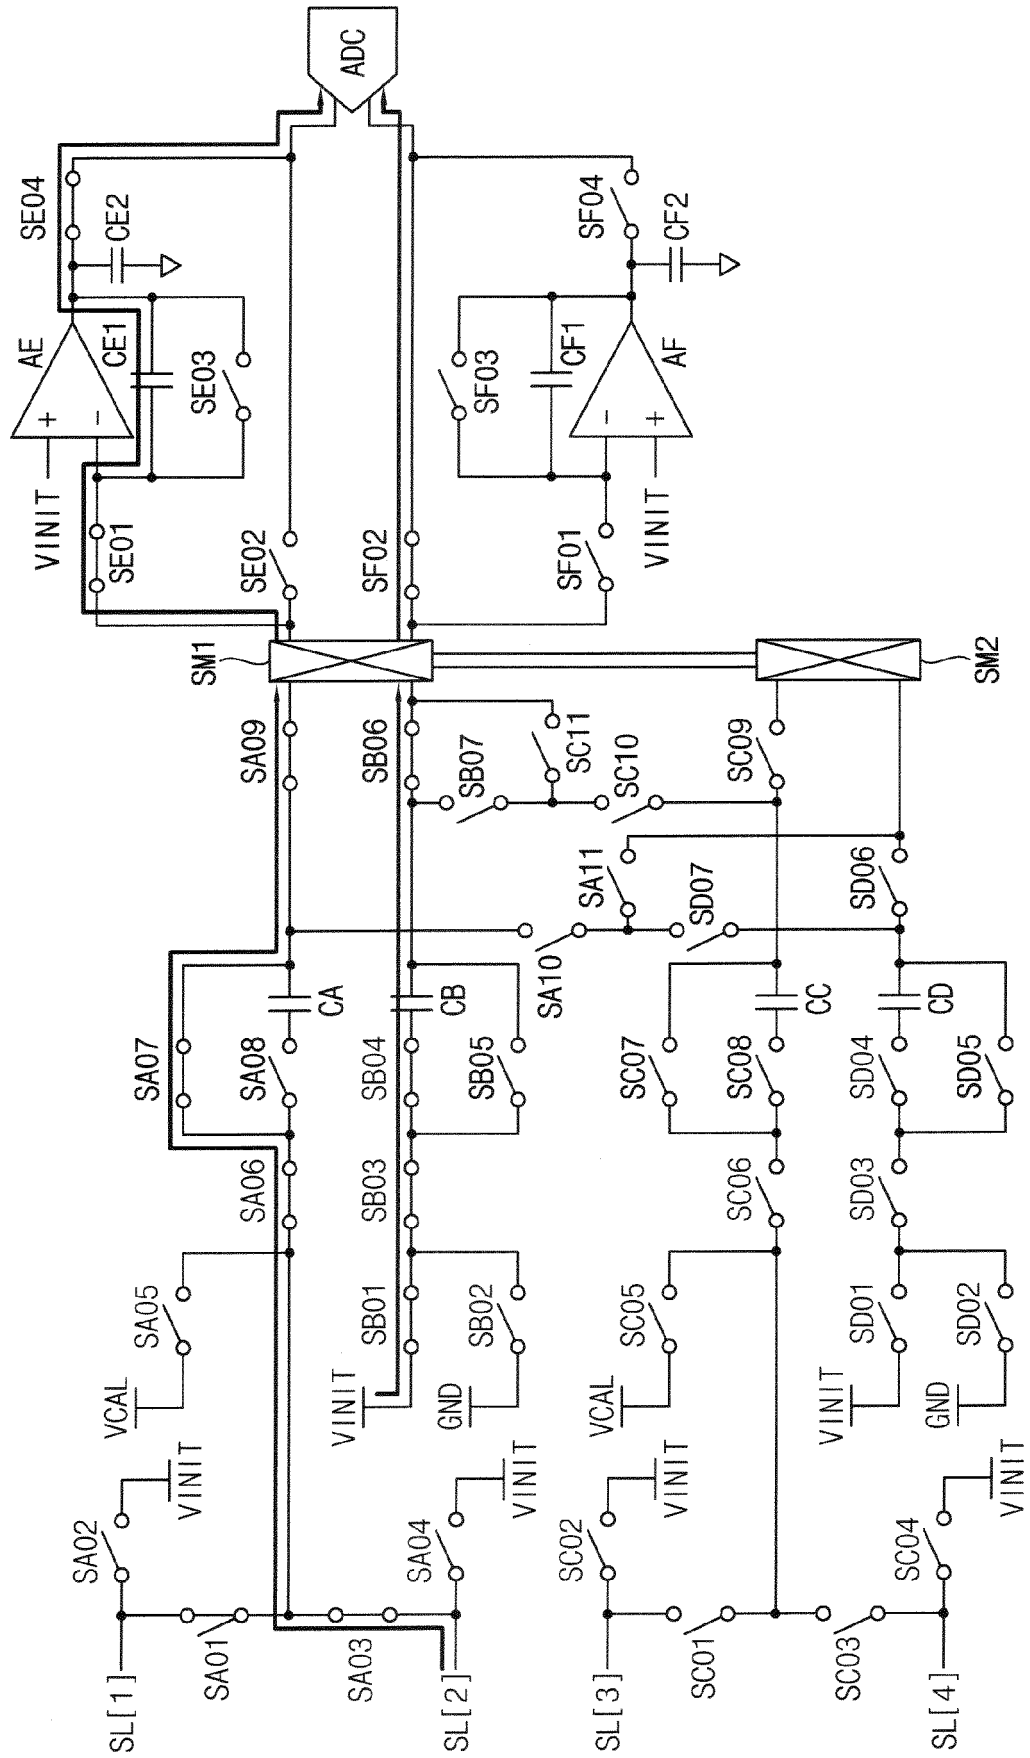 SL[1]
SA01
SA02
VINIT
VCAL
SA05
SA03
SL[2]
SA04
VINIT
SA06
SA07
SA08
CA
SA09
VINIT
SB01
GND
SB02
SB03
SB04
SB05
CB
SB06
SB07
SC11
SC10
SA10
SA11
SD07
SL[3]
SC01
SC02
VINIT
VCAL
SC05
SC03
SL[4]
SC04
VINIT
SC06
SC07
SC08
CC
SC09
VINIT
SD01
GND
SD02
SD03
SD04
SD05
CD
SD06
SM1
SM2
SE01
VINIT
+
-
AE
CE1
SE03
SE04
CE2
SE02
SF02
SF01
VINIT
-
+
AF
CF1
SF03
SF04
CF2
ADC